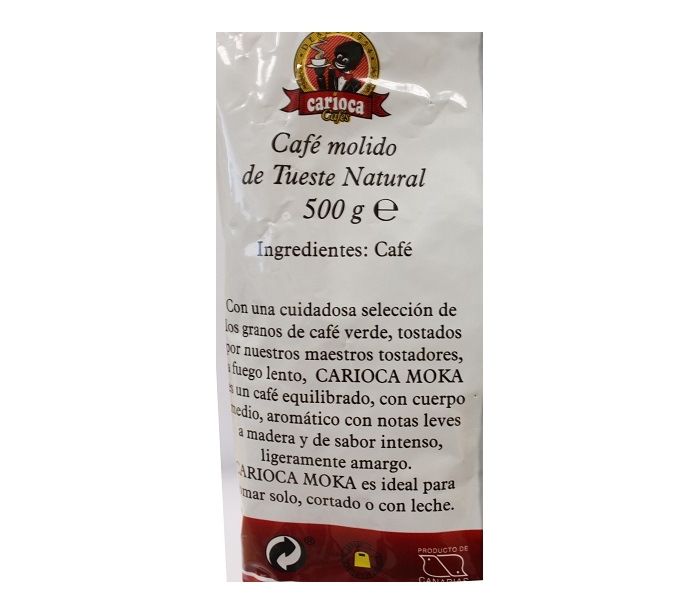 carioca
Cafés
Café molido
de Tueste Natural
500 g ℮
Ingredientes: Café
Con una cuidadosa selección de
los granos de café verde, tostados
por nuestros maestros tostadores,
a fuego lento, CARIOCA MOKA
es un café equilibrado, con cuerpo
medio, aromático con notas leves
a madera y de sabor intenso,
ligeramente amargo.
CARIOCA MOKA es ideal para
tomar solo, cortado o con leche.
PRODUCTO DE
CANARIAS